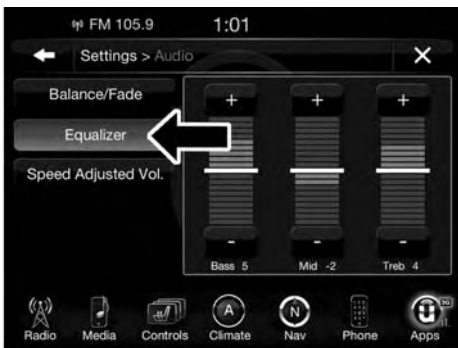 FM 105.9 1:01
Settings > Audio
Balance/Fade
Equalizer
Speed Adjusted Vol.
+ + +
- - -
Bass 5 Mid -2 Treb 4
A N 3G
Radio Media Controls Climate Nav Phone Apps